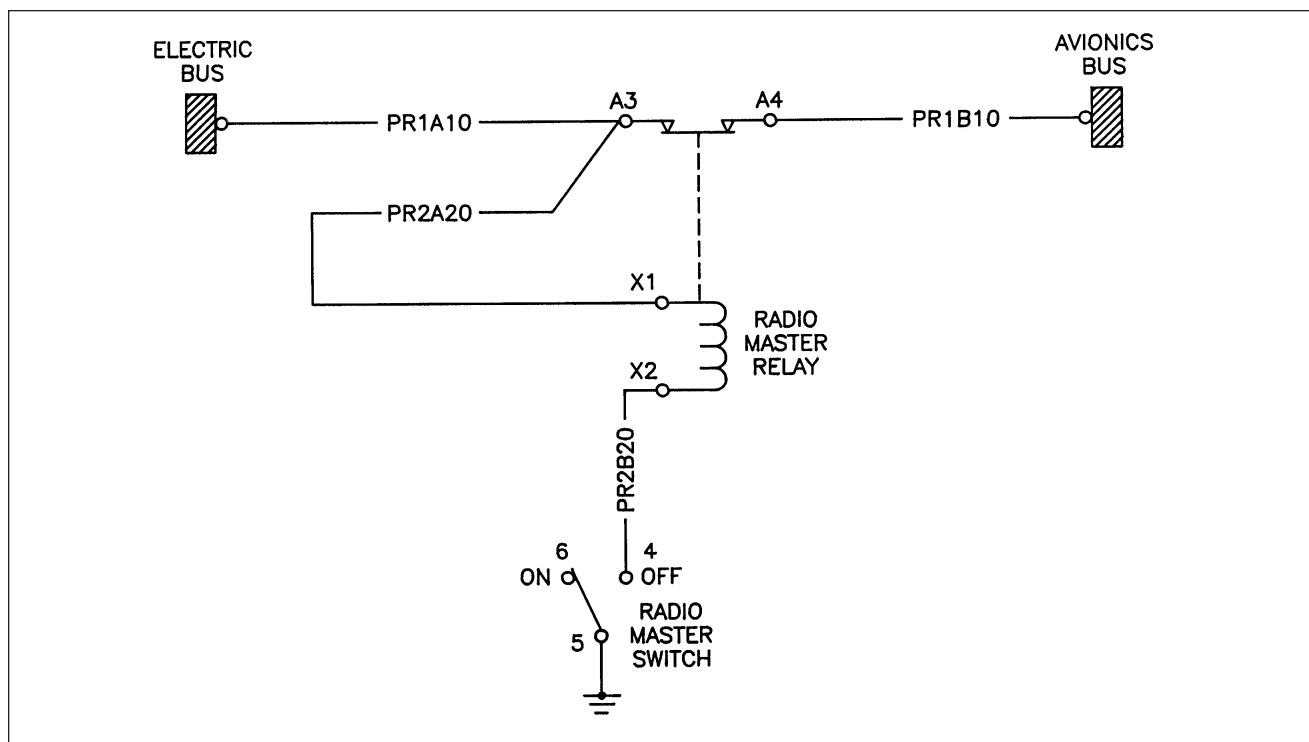 ELECTRIC
BUS
AVIONICS
BUS
A3
A4
PR1A10
PR1B10
PR2A20
X1
RADIO
MASTER
RELAY
X2
PR2B20
6
4
ON
OFF
RADIO
MASTER
SWITCH
5